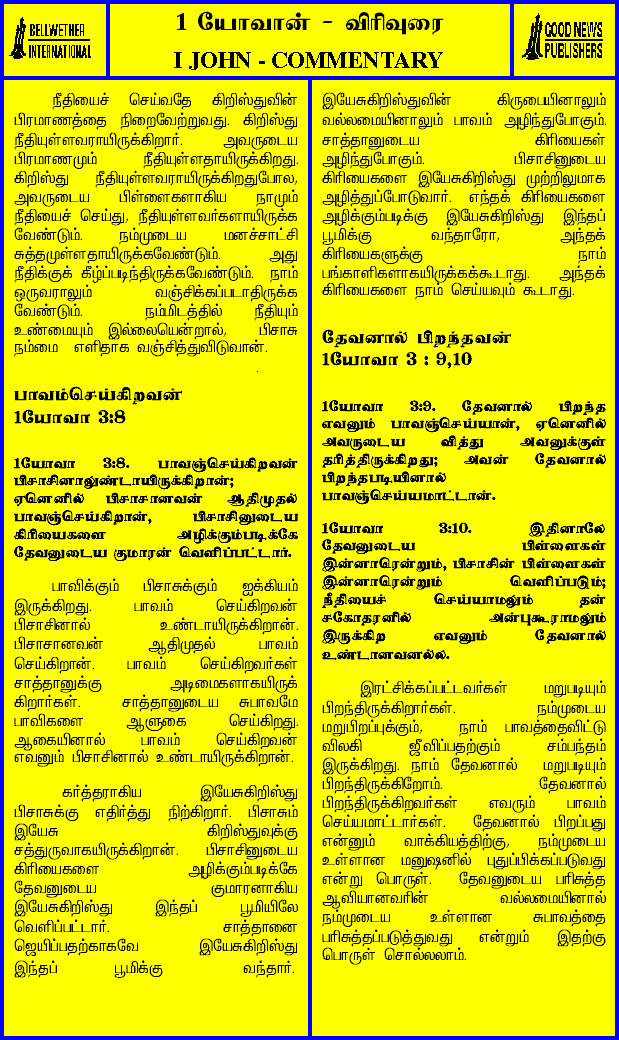 BELLWETHER
INTERNATIONAL
1 யோவான் - விரிவுரை
I JOHN - COMMENTARY
GOOD NEWS
PUBLISHERS
நீதியைச் செய்வதே கிறிஸ்துவின்
பிரமாணத்தை நிறைவேற்றுவது. கிறிஸ்து
நீதியுள்ளவராயிருக்கிறார். அவருடைய
பிரமாணமும் நீதியுள்ளதாயிருக்கிறது.
கிறிஸ்து நீதியுள்ளவராயிருக்கிறதுபோல,
அவருடைய பிள்ளைகளாகிய நாமும்
நீதியைச் செய்து, நீதியுள்ளவர்களாயிருக்க
வேண்டும். நம்முடைய மனச்சாட்சி
சுத்தமுள்ளதாயிருக்கவேண்டும். அது
நீதிக்குக் கீழ்ப்படிந்திருக்கவேண்டும். நாம்
ஒருவராலும் வஞ்சிக்கப்படாதிருக்க
வேண்டும். நம்மிடத்தில் நீதியும்
உண்மையும் இல்லையென்றால், பிசாசு
நம்மை எளிதாக வஞ்சித்துவிடுவான்.
பாவம்செய்கிறவன்
1யோவா 3:8
1யோவா 3:8. பாவஞ்செய்கிறவன்
பிசாசினாலுண்டாயிருக்கிறான்;
ஏனெனில் பிசாசானவன் ஆதிமுதல்
பாவஞ்செய்கிறான், பிசாசினுடைய
கிரியைகளை அழிக்கும்படிக்கே
தேவனுடைய குமாரன் வெளிப்பட்டார்.
பாவிக்கும் பிசாசுக்கும் ஐக்கியம்
இருக்கிறது. பாவம் செய்கிறவன்
பிசாசினால் உண்டாயிருக்கிறான்.
பிசாசானவன் ஆதிமுதல் பாவம்
செய்கிறான். பாவம் செய்கிறவர்கள்
சாத்தானுக்கு அடிமைகளாகயிருக்
கிறார்கள். சாத்தானுடைய சுபாவமே
பாவிகளை ஆளுகை செய்கிறது.
ஆகையினால் பாவம் செய்கிறவன்
எவனும் பிசாசினால் உண்டாயிருக்கிறான்.
கர்த்தராகிய இயேசுகிறிஸ்து
பிசாசுக்கு எதிர்த்து நிற்கிறார். பிசாசும்
இயேசு கிறிஸ்துவுக்கு
சத்துருவாகயிருக்கிறான். பிசாசினுடைய
கிரியைகளை அழிக்கும்படிக்கே
தேவனுடைய குமாரனாகிய
இயேசுகிறிஸ்து இந்தப் பூமியிலே
வெளிப்பட்டார். சாத்தானை
ஜெயிப்பதற்காகவே இயேசுகிறிஸ்து
இந்தப் பூமிக்கு வந்தார்.
இயேசுகிறிஸ்துவின் கிருபையினாலும்
வல்லமையினாலும் பாவம் அழிந்துபோகும்.
சாத்தானுடைய கிரியைகள்
அழிந்துபோகும். பிசாசினுடைய
கிரியைகளை இயேசுகிறிஸ்து முற்றிலுமாக
அழித்துப்போடுவார். எந்தக் கிரியைகளை
அழிக்கும்படிக்கு இயேசுகிறிஸ்து இந்தப்
பூமிக்கு வந்தாரோ, அந்தக்
கிரியைகளுக்கு நாம்
பங்காளிகளாகயிருக்கக்கூடாது. அந்தக்
கிரியைகளை நாம் செய்யவும் கூடாது.
தேவனால் பிறந்தவன்
1யோவா 3 : 9,10
1யோவா 3:9. தேவனால் பிறந்த
எவனும் பாவஞ்செய்யான், ஏனெனில்
அவருடைய வித்து அவனுக்குள்
தரித்திருக்கிறது; அவன் தேவனால்
பிறந்தபடியினால்
பாவஞ்செய்யமாட்டான்.
1யோவா 3:10. இதினாலே
தேவனுடைய பிள்ளைகள்
இன்னாரென்றும், பிசாசின் பிள்ளைகள்
இன்னாரென்றும் வெளிப்படும்;
நீதியைச் செய்யாமலும் தன்
சகோதரனில் அன்புகூராமலும்
இருக்கிற எவனும் தேவனால்
உண்டானவனல்ல.
இரட்சிக்கப்பட்டவர்கள் மறுபடியும்
பிறந்திருக்கிறார்கள். நம்முடைய
மறுபிறப்புக்கும், நாம் பாவத்தைவிட்டு
விலகி ஜீவிப்பதற்கும் சம்பந்தம்
இருக்கிறது. நாம் தேவனால் மறுபடியும்
பிறந்திருக்கிறோம். தேவனால்
பிறந்திருக்கிறவர்கள் எவரும் பாவம்
செய்யமாட்டார்கள். தேவனால் பிறப்பது
என்னும் வாக்கியத்திற்கு, நம்முடைய
உள்ளான மனுஷனில் புதுப்பிக்கப்படுவது
என்று பொருள். தேவனுடைய பரிசுத்த
ஆவியானவரின் வல்லமையினால்
நம்முடைய உள்ளான சுபாவத்தை
பரிசுத்தப்படுத்துவது என்றும் இதற்கு
பொருள் சொல்லலாம்.